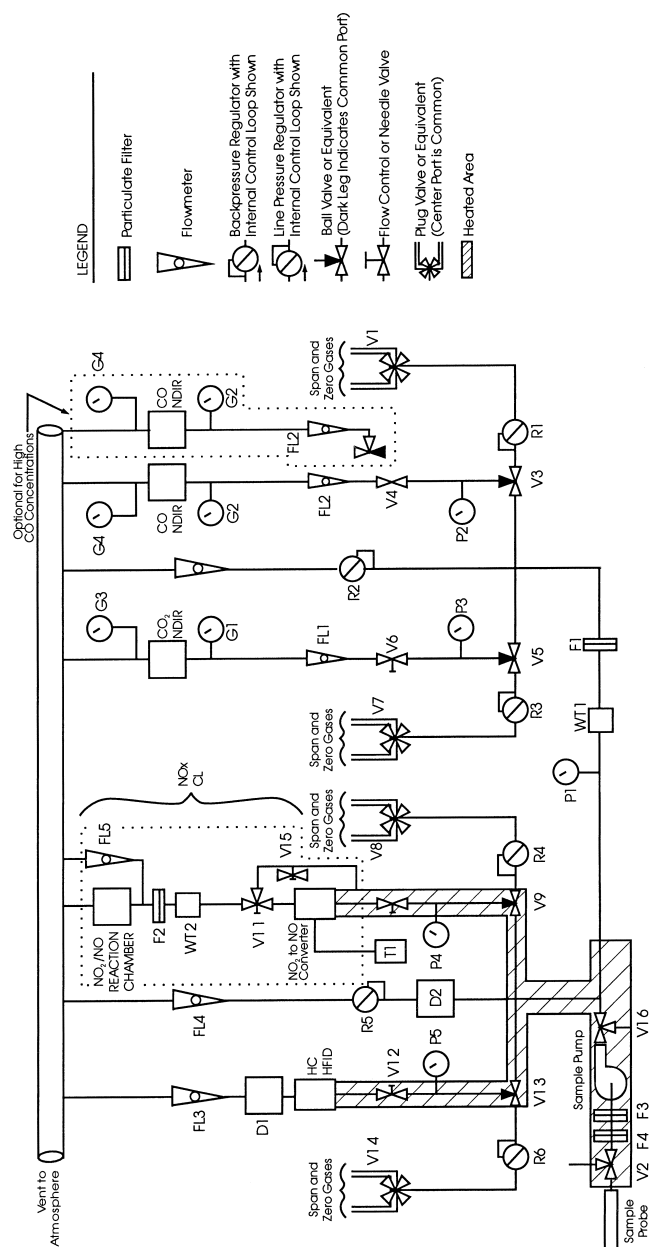 LEGEND
Particulate Filter
Flowmeter
Backpressure Regulator with
Internal Control Loop Shown
Line Pressure Regulator with
Internal Control Loop Shown
Ball Valve or Equivalent
(Dark Leg Indicates Common Port)
Flow Control or Needle Valve
Plug Valve or Equivalent
(Center Port is Common)
Heated Area
Vent to
Atmosphere
Optional for High
CO Concentrations
G4
CO
NDIR
G2
FL2
Span and
Zero Gases
V1
R1
G4
CO
NDIR
G2
FL2
V4
P2
V3
R2
G3
CO₂
NDIR
G1
FL1
V6
P3
V5
Span and
Zero Gases
V7
R3
F1
WT1
P1
NOx
CL
FL5
NO₂/NO
REACTION
CHAMBER
F2
WT2
V11
V15
NO₂ to NO
Converter
T1
Span and
Zero Gases
V8
R4
P4
V9
FL4
R5
D2
FL3
D1
HC
HFID
V12
P5
V13
Span and
Zero Gases
V14
R6
Sample Pump
V16
F3
F4
V2
Sample
Probe